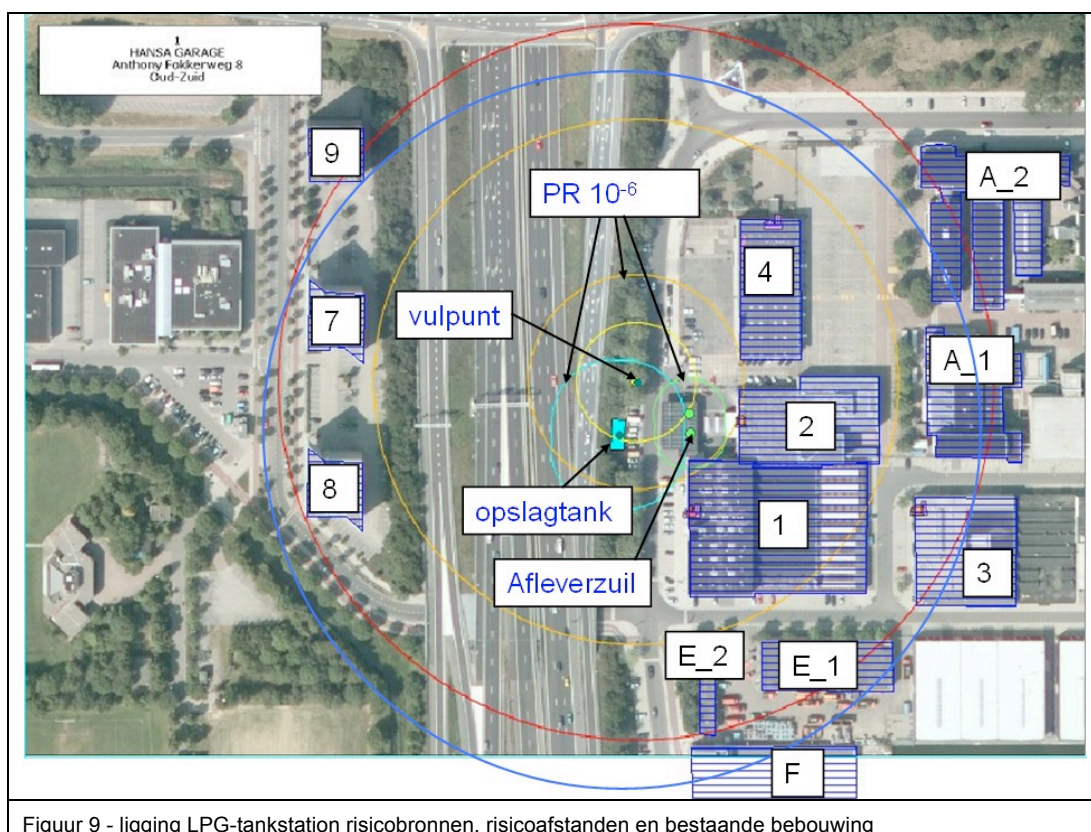 1
HANSA GARAGE
Anthony Fokkerweg 8
Oud-Zuid
9
A_2
PR 10⁻⁶
4
vulpunt
7
A_1
2
8
opslagtank
1
3
Afleverzuil
E_2
E_1
F
Figuur 9 - ligging LPG-tankstation risicobronnen, risicoafstanden en bestaande bebouwing